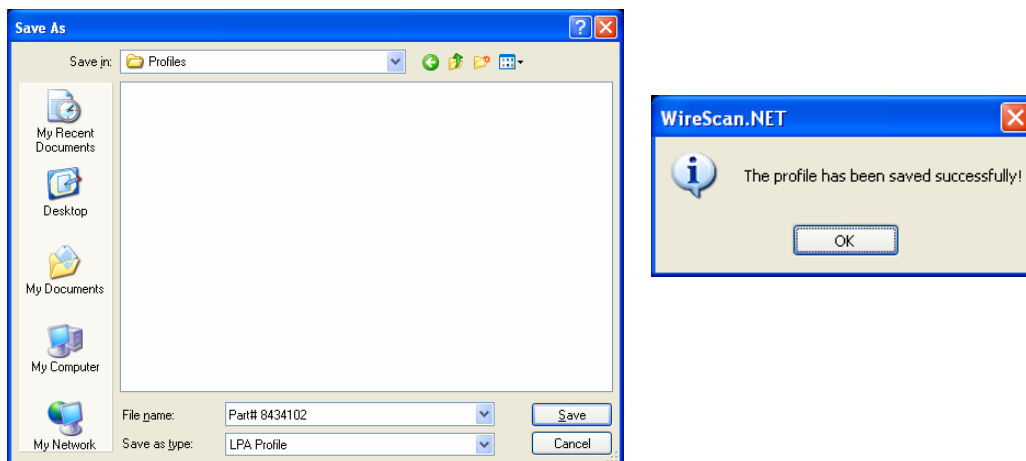 Save As
Save in:
Profiles
My Recent
Documents
Desktop
My Documents
My Computer
My Network
File name:
Part# 8434102
Save
Save as type:
LPA Profile
Cancel
WireScan.NET
The profile has been saved successfully!
OK